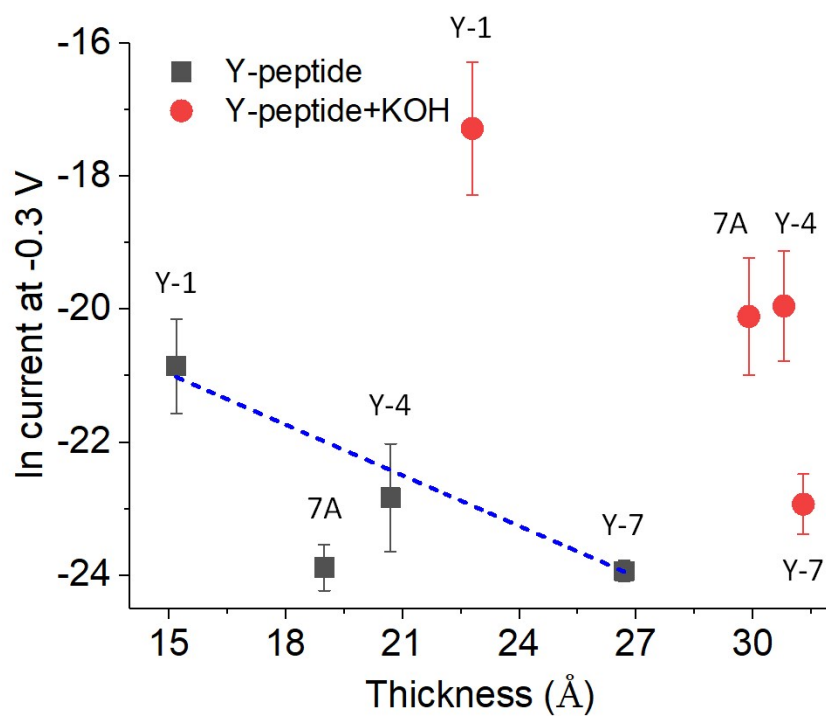 Y-1
-16
Y-peptide
Y-peptide+KOH
-18
7A Y-4
Y-1
-20
Y-4
-22
7A
Y-7
-24
Y-7
15 18 21 24 27 30
Thickness (Å)
ln current at -0.3 V